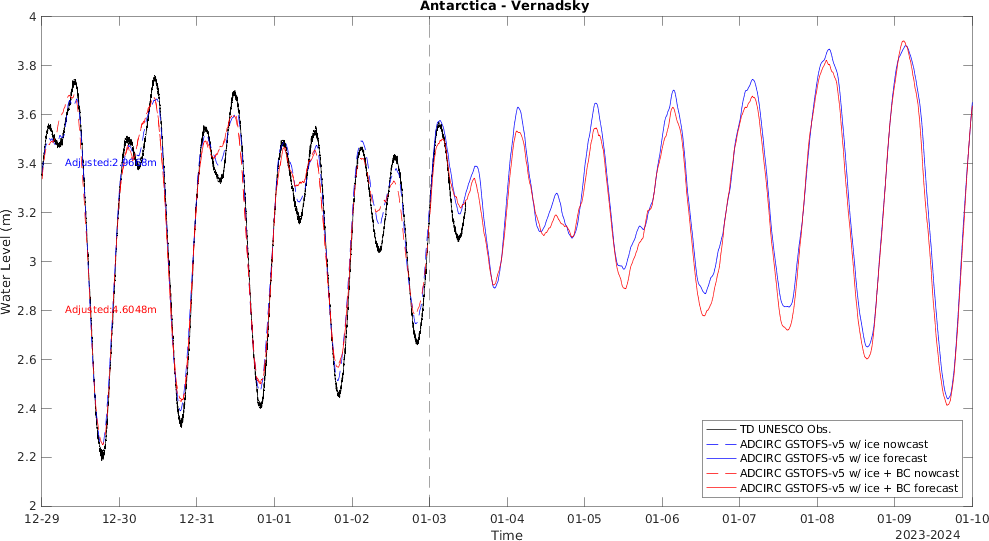 Antarctica - Vernadsky
4
3.8
3.6
3.4
3.2
3
2.8
2.6
2.4
2.2
2
Water Level (m)
Adjusted:4.6048m
TD UNESCO Obs.
ADCIRC GSTOFS-v5 w/ ice nowcast
ADCIRC GSTOFS-v5 w/ ice forecast
ADCIRC GSTOFS-v5 w/ ice + BC nowcast
ADCIRC GSTOFS-v5 w/ ice + BC forecast
12-29 12-30 12-31 01-01 01-02 01-03 01-04 01-05 01-06 01-07 01-08 01-09 01-10
Time
2023-2024